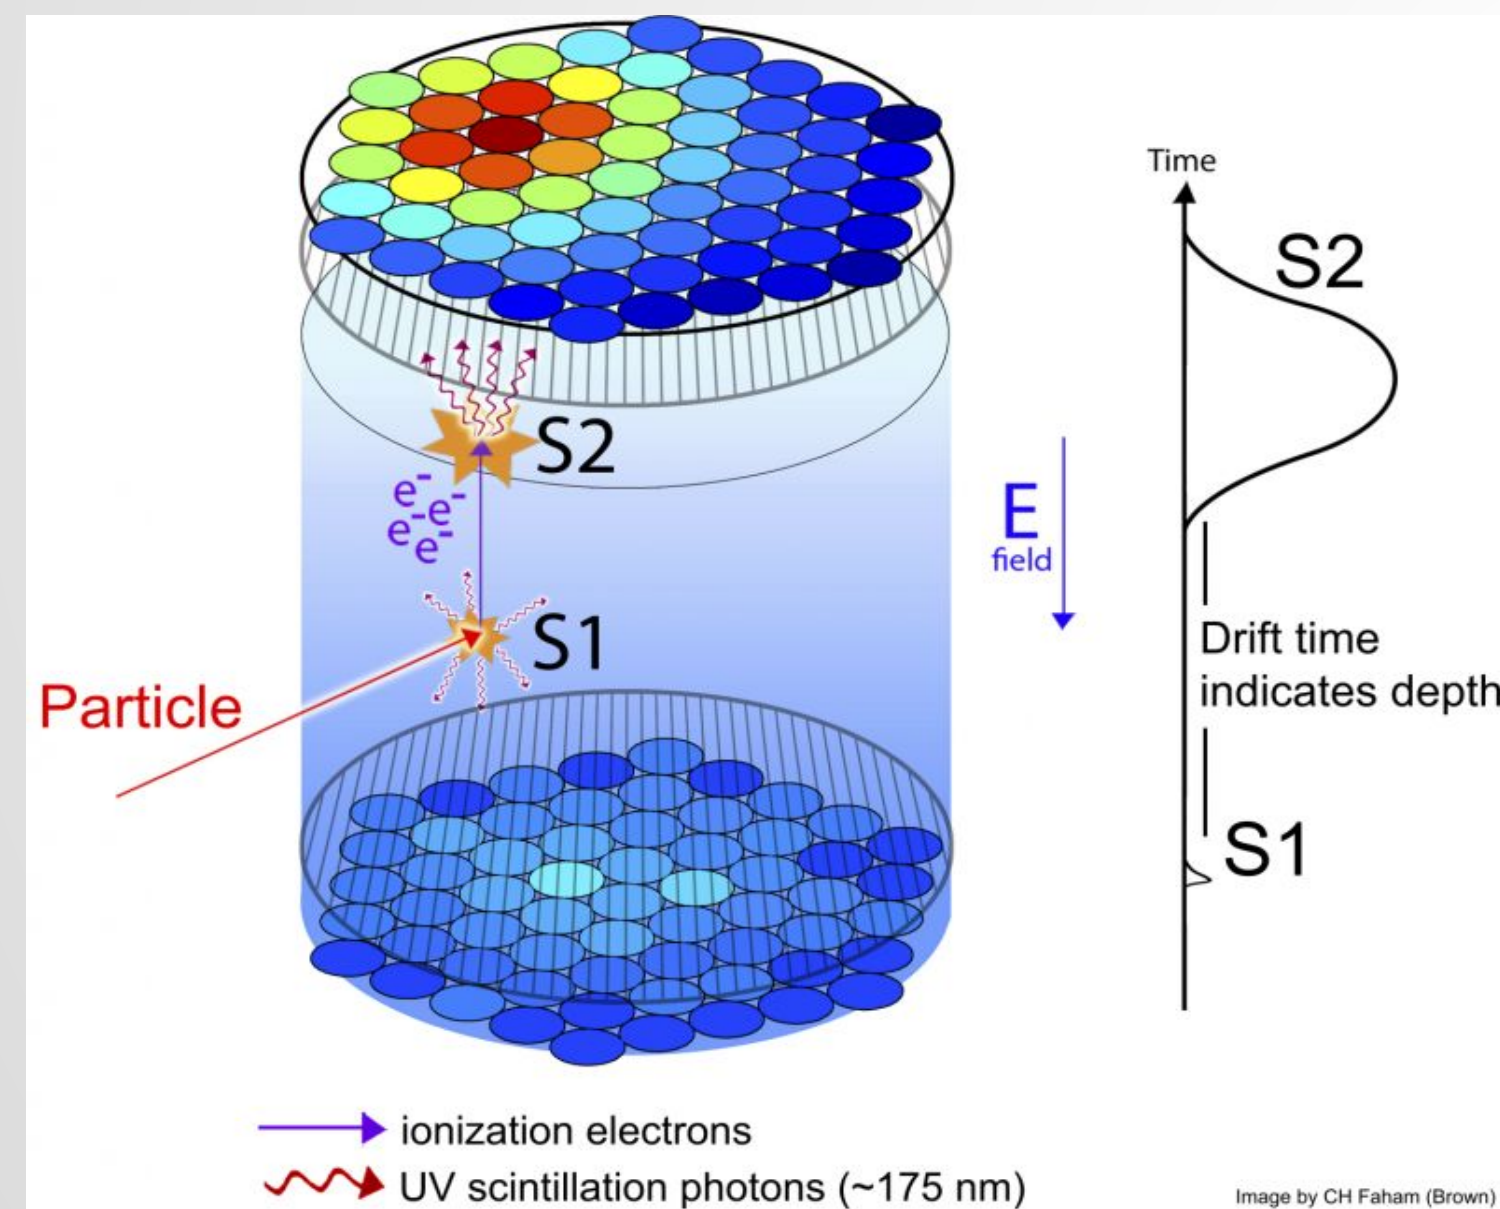 Time
S2
S2
e-
e-
e-
e-
E
field
S1
Drift time
indicates depth
Particle
S1
ionization electrons
UV scintillation photons (~175 nm)
Image by CH Faham (Brown)